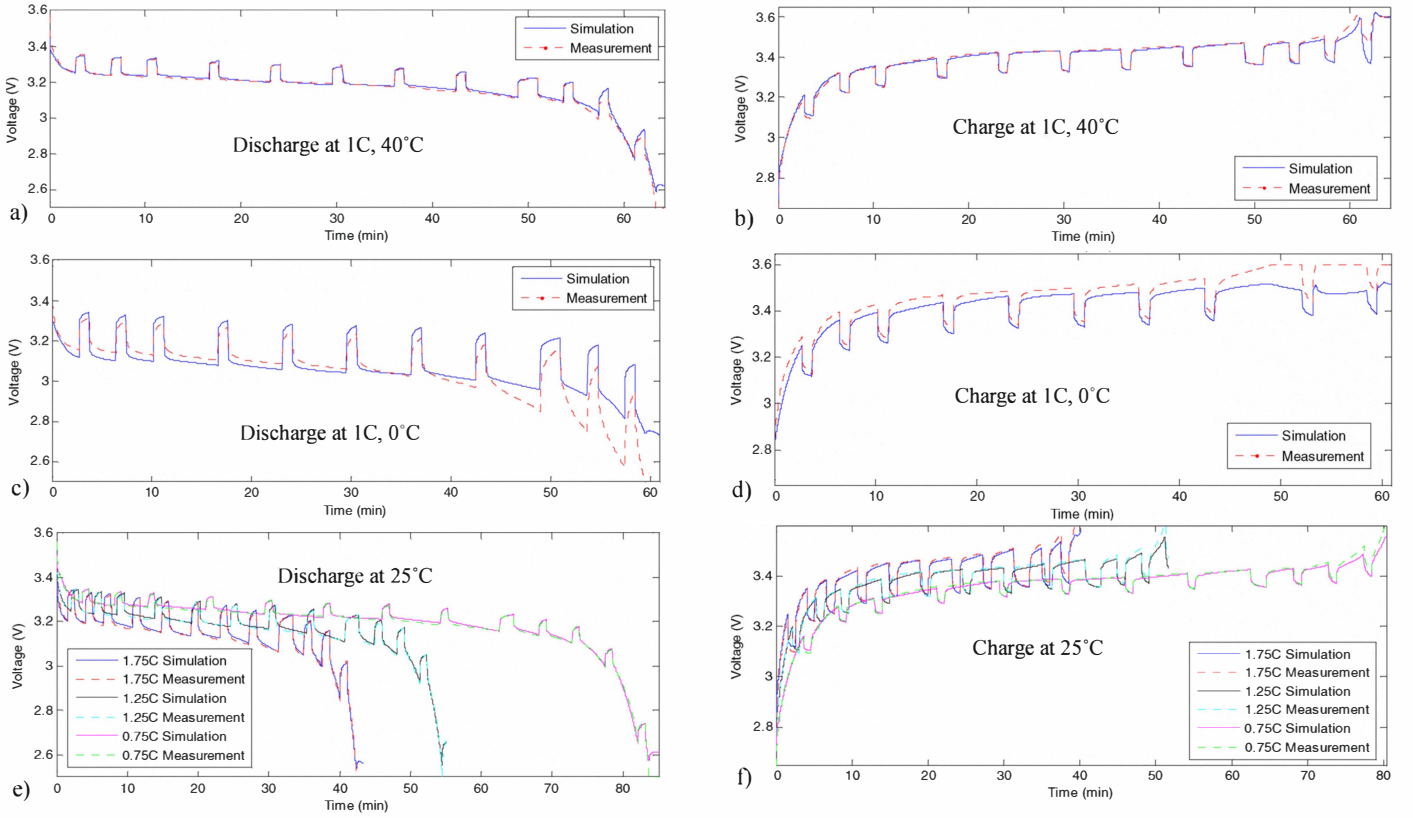 3.6
3.4
3.2
3
2.8
2.6
Voltage (V)
Simulation
Measurement
Discharge at 1C, 40˚C
0 10 20 30 40 50 60
Time (min)
a)
3.6
3.4
3.2
3
2.8
Voltage (V)
Charge at 1C, 40˚C
Simulation
Measurement
0 10 20 30 40 50 60
Time (min)
b)
3.6
3.4
3.2
3
2.8
2.6
Voltage (V)
Simulation
Measurement
Discharge at 1C, 0˚C
0 10 20 30 40 50 60
Time (min)
c)
3.6
3.4
3.2
3
2.8
Voltage (V)
Charge at 1C, 0˚C
Simulation
Measurement
0 10 20 30 40 50 60
Time (min)
d)
3.6
3.4
3.2
3
2.8
2.6
Voltage (V)
Discharge at 25˚C
1.75C Simulation
1.75C Measurement
1.25C Simulation
1.25C Measurement
0.75C Simulation
0.75C Measurement
0 10 20 30 40 50 60 70 80
Time (min)
e)
3.4
3.2
3
2.8
Voltage (V)
Charge at 25˚C
1.75C Simulation
1.75C Measurement
1.25C Simulation
1.25C Measurement
0.75C Simulation
0.75C Measurement
0 10 20 30 40 50 60 70 80
Time (min)
f)